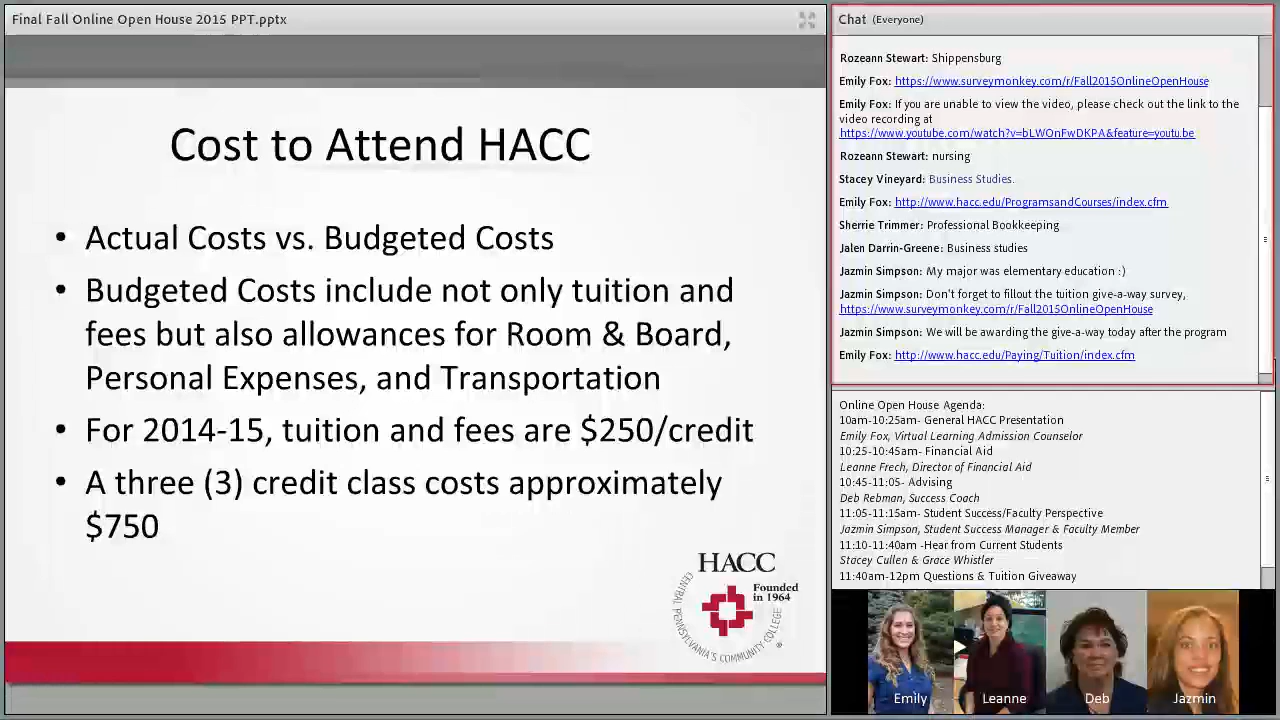 Final Fall Online Open House 2015 PPT.pptx
Cost to Attend HACC
• Actual Costs vs. Budgeted Costs
• Budgeted Costs include not only tuition and
fees but also allowances for Room & Board,
Personal Expenses, and Transportation
• For 2014-15, tuition and fees are $250/credit
• A three (3) credit class costs approximately
$750
HACC
Founded
in 1964
CENTRAL PENNSYLVANIA'S COMMUNITY COLLEGE
Chat (Everyone)
Rozeann Stewart: Shippensburg
Emily Fox: https://www.surveymonkey.com/r/Fall2015OnlineOpenHouse
Emily Fox: If you are unable to view the video, please check out the link to the
video recording at
https://www.youtube.com/watch?v=bLWOnFwDKPA&feature=youtu.be
Rozeann Stewart: nursing
Stacey Vineyard: Business Studies.
Emily Fox: http://www.hacc.edu/ProgramsandCourses/index.cfm
Sherrie Trimmer: Professional Bookkeeping
Jalen Darrin-Greene: Business studies
Jazmin Simpson: My major was elementary education :)
Jazmin Simpson: Don't forget to fillout the tuition give-a-way survey,
https://www.surveymonkey.com/r/Fall2015OnlineOpenHouse
Jazmin Simpson: We will be awarding the give-a-way today after the program
Emily Fox: http://www.hacc.edu/Paying/Tuition/index.cfm
Online Open House Agenda:
10am-10:25am- General HACC Presentation
Emily Fox, Virtual Learning Admission Counselor
10:25-10:45am- Financial Aid
Leanne Frech, Director of Financial Aid
10:45-11:05- Advising
Deb Rebman, Success Coach
11:05-11:15am- Student Success/Faculty Perspective
Jazmin Simpson, Student Success Manager & Faculty Member
11:10-11:40am -Hear from Current Students
Stacey Cullen & Grace Whistler
11:40am-12pm Questions & Tuition Giveaway
Emily
Leanne
Deb
Jazmin